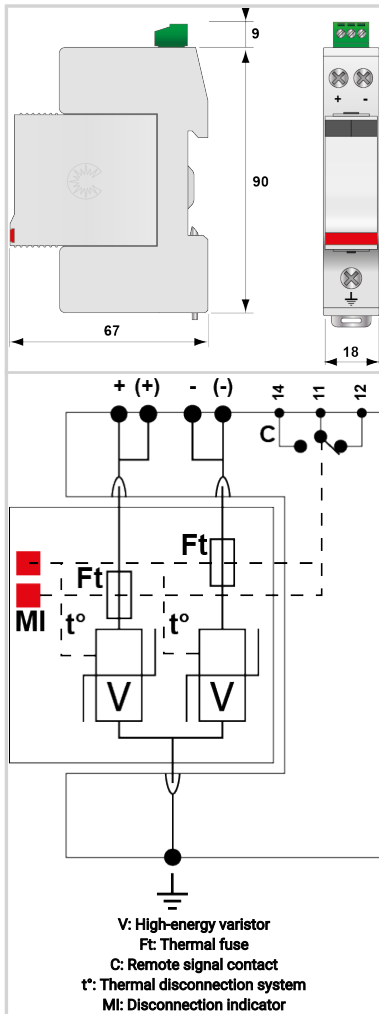 9
+ -
90
67
18
+ (+) - (-) 14 11 12
C
Ft
Ft
MI t° t°
V V
V: High-energy varistor
Ft: Thermal fuse
C: Remote signal contact
t°: Thermal disconnection system
MI: Disconnection indicator